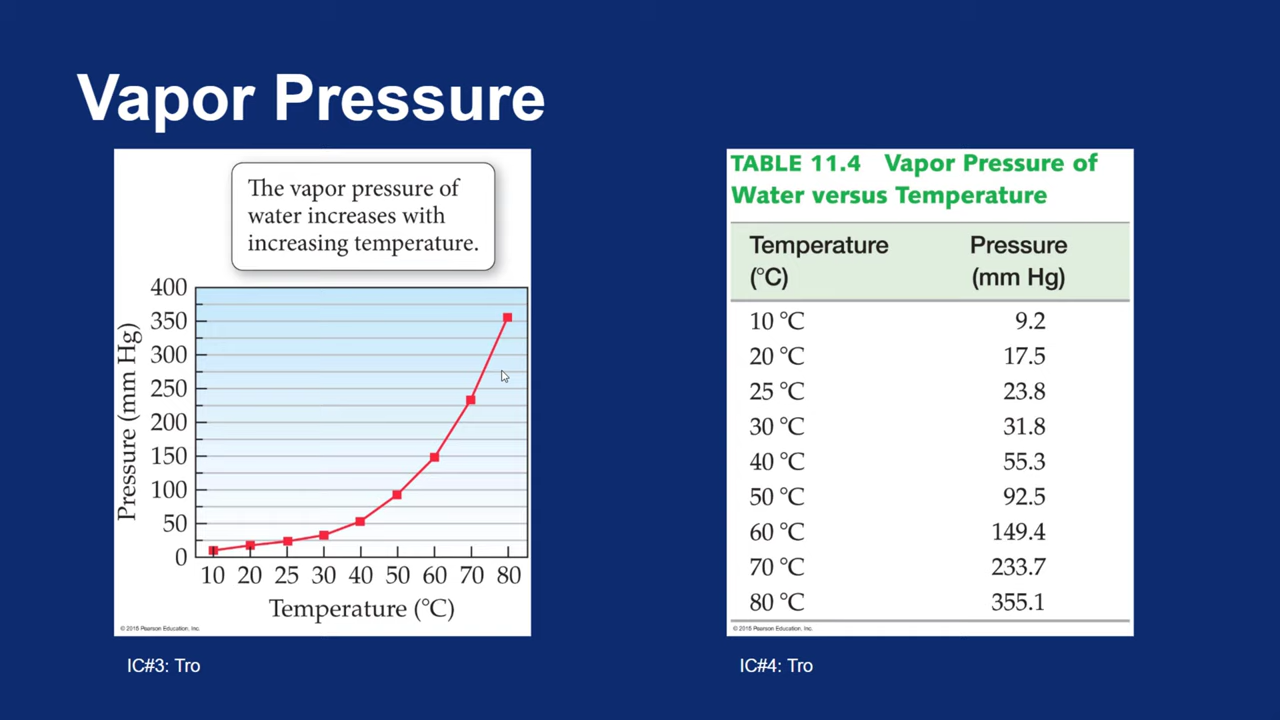 Vapor Pressure
The vapor pressure of
water increases with
increasing temperature.
Pressure (mm Hg)
400
350
300
250
200
150
100
50
0
10 20 25 30 40 50 60 70 80
Temperature (°C)
© 2015 Pearson Education, Inc.
IC#3: Tro
TABLE 11.4 Vapor Pressure of
Water versus Temperature
Temperature Pressure
(°C) (mm Hg)
10 °C 9.2
20 °C 17.5
25 °C 23.8
30 °C 31.8
40 °C 55.3
50 °C 92.5
60 °C 149.4
70 °C 233.7
80 °C 355.1
© 2015 Pearson Education, Inc.
IC#4: Tro